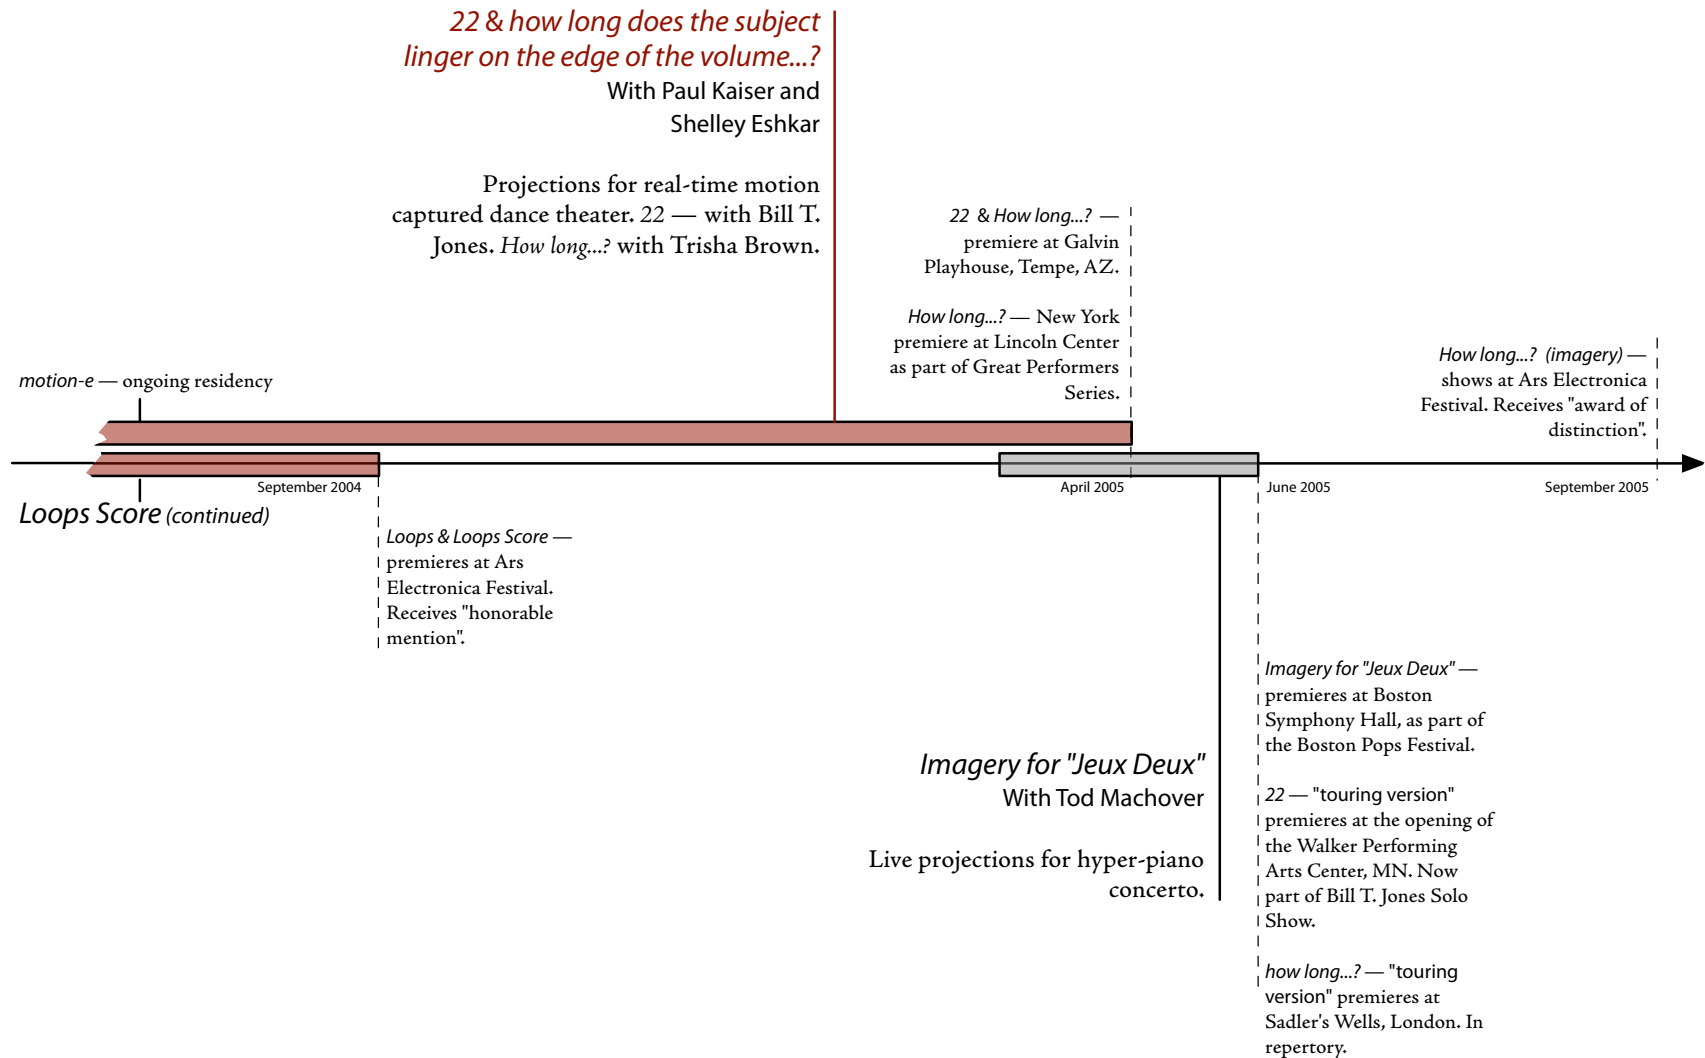 22 & how long does the subject
linger on the edge of the volume...?
With Paul Kaiser and
Shelley Eshkar
Projections for real-time motion
captured dance theater. 22 — with Bill T.
Jones. How long...? with Trisha Brown.
22 & How long...? —
premiere at Galvin
Playhouse, Tempe, AZ.
How long...? — New York
premiere at Lincoln Center
as part of Great Performers
Series.
How long...? (imagery) —
shows at Ars Electronica
Festival. Receives "award of
distinction".
motion-e — ongoing residency
September 2004
April 2005
June 2005
September 2005
Loops Score (continued)
Loops & Loops Score —
premieres at Ars
Electronica Festival.
Receives "honorable
mention".
Imagery for "Jeux Deux"
With Tod Machover
Live projections for hyper-piano
concerto.
Imagery for "Jeux Deux" —
premieres at Boston
Symphony Hall, as part of
the Boston Pops Festival.
22 — "touring version"
premieres at the opening of
the Walker Performing
Arts Center, MN. Now
part of Bill T. Jones Solo
Show.
how long...? — "touring
version" premieres at
Sadler's Wells, London. In
repertory.